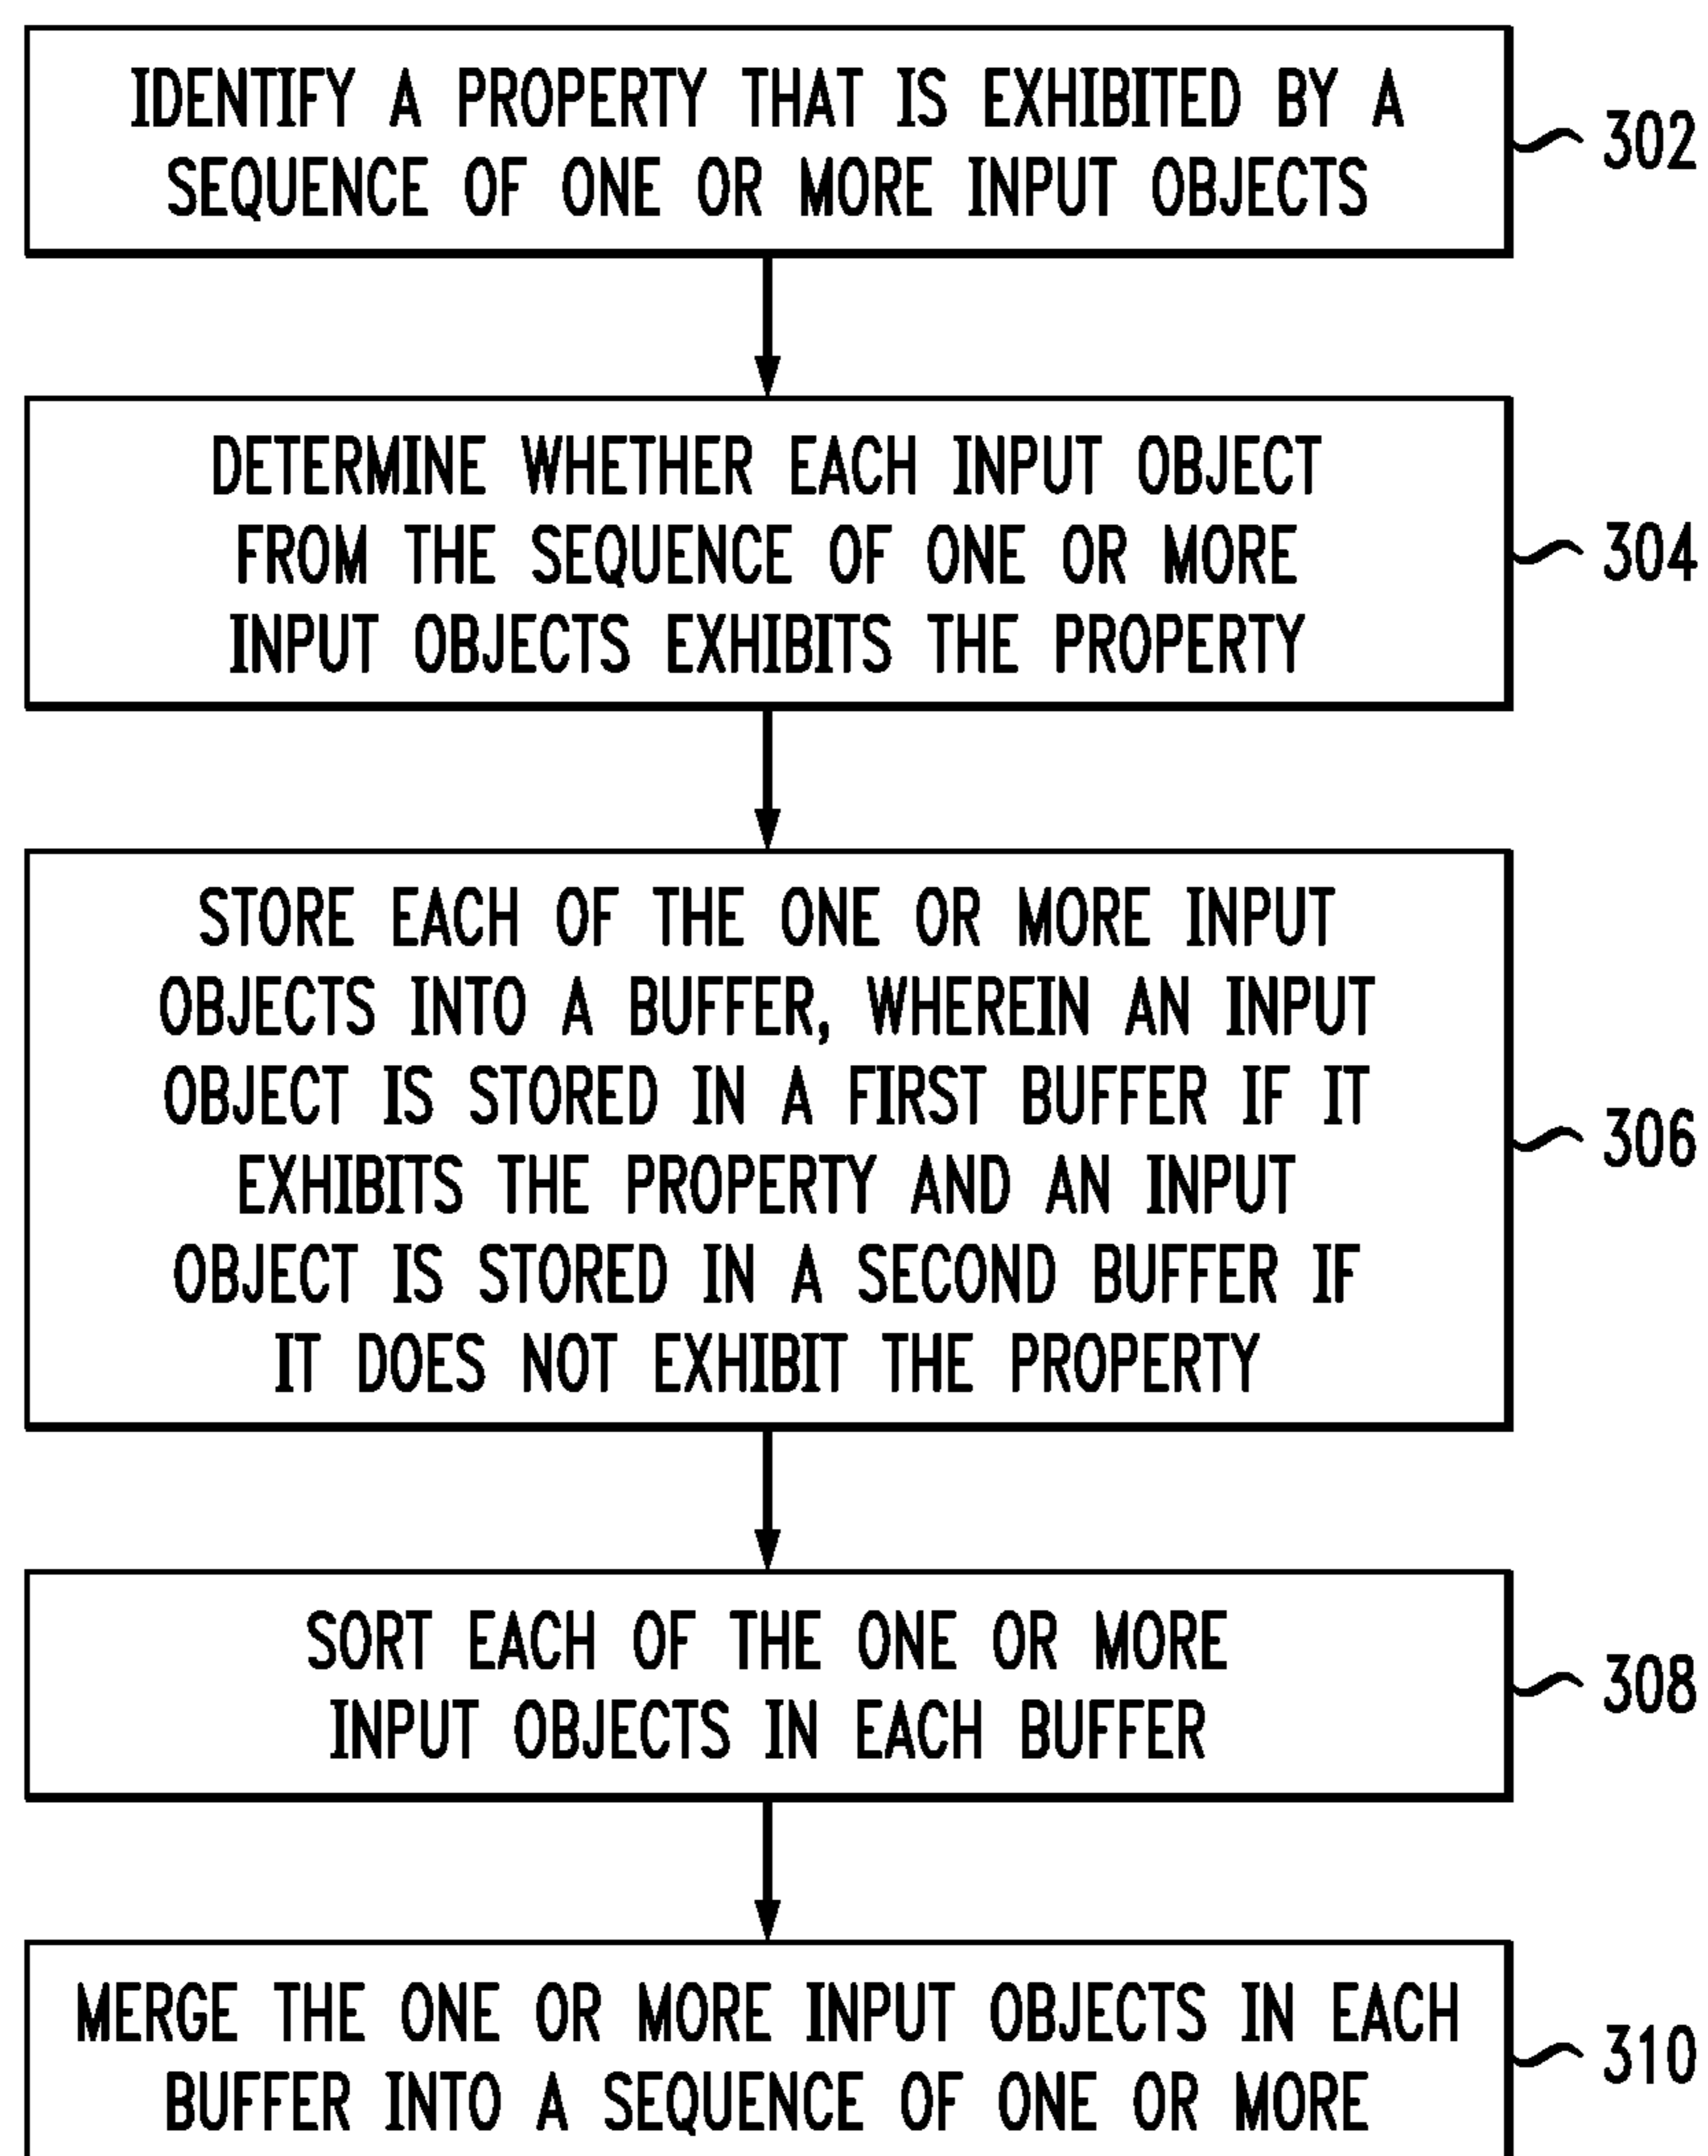 IDENTIFY A PROPERTY THAT IS EXHIBITED BY A
SEQUENCE OF ONE OR MORE INPUT OBJECTS
302
DETERMINE WHETHER EACH INPUT OBJECT
FROM THE SEQUENCE OF ONE OR MORE
INPUT OBJECTS EXHIBITS THE PROPERTY
304
STORE EACH OF THE ONE OR MORE INPUT
OBJECTS INTO A BUFFER, WHEREIN AN INPUT
OBJECT IS STORED IN A FIRST BUFFER IF IT
EXHIBITS THE PROPERTY AND AN INPUT
OBJECT IS STORED IN A SECOND BUFFER IF
IT DOES NOT EXHIBIT THE PROPERTY
306
SORT EACH OF THE ONE OR MORE
INPUT OBJECTS IN EACH BUFFER
308
MERGE THE ONE OR MORE INPUT OBJECTS IN EACH
BUFFER INTO A SEQUENCE OF ONE OR MORE
310